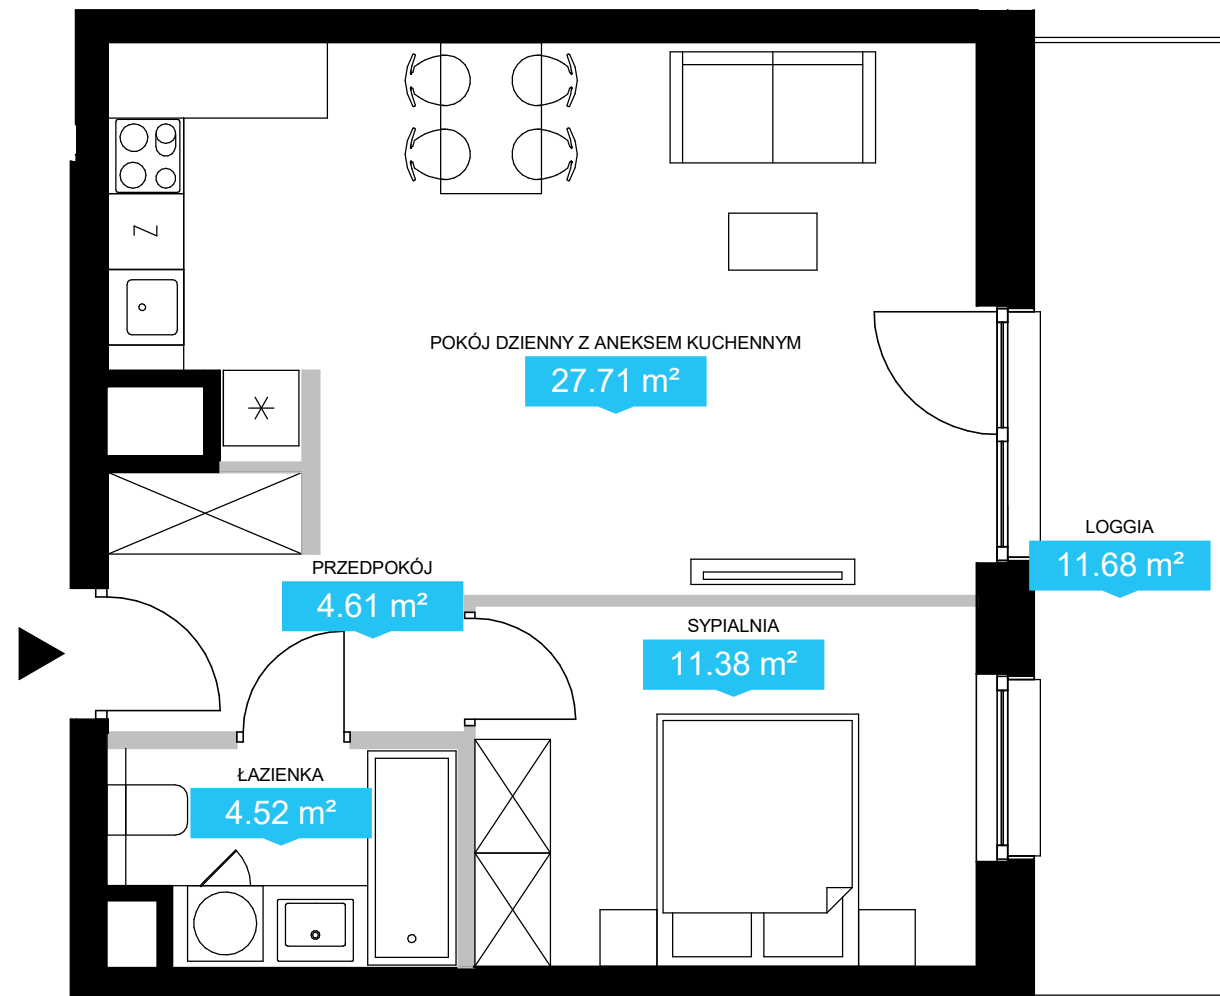 POKÓJ DZIENNY Z ANEKSEM KUCHENNYM
27.71 m²
LOGGIA
11.68 m²
PRZEDPOKÓJ
4.61 m²
SYPIALNIA
11.38 m²
ŁAZIENKA
4.52 m²